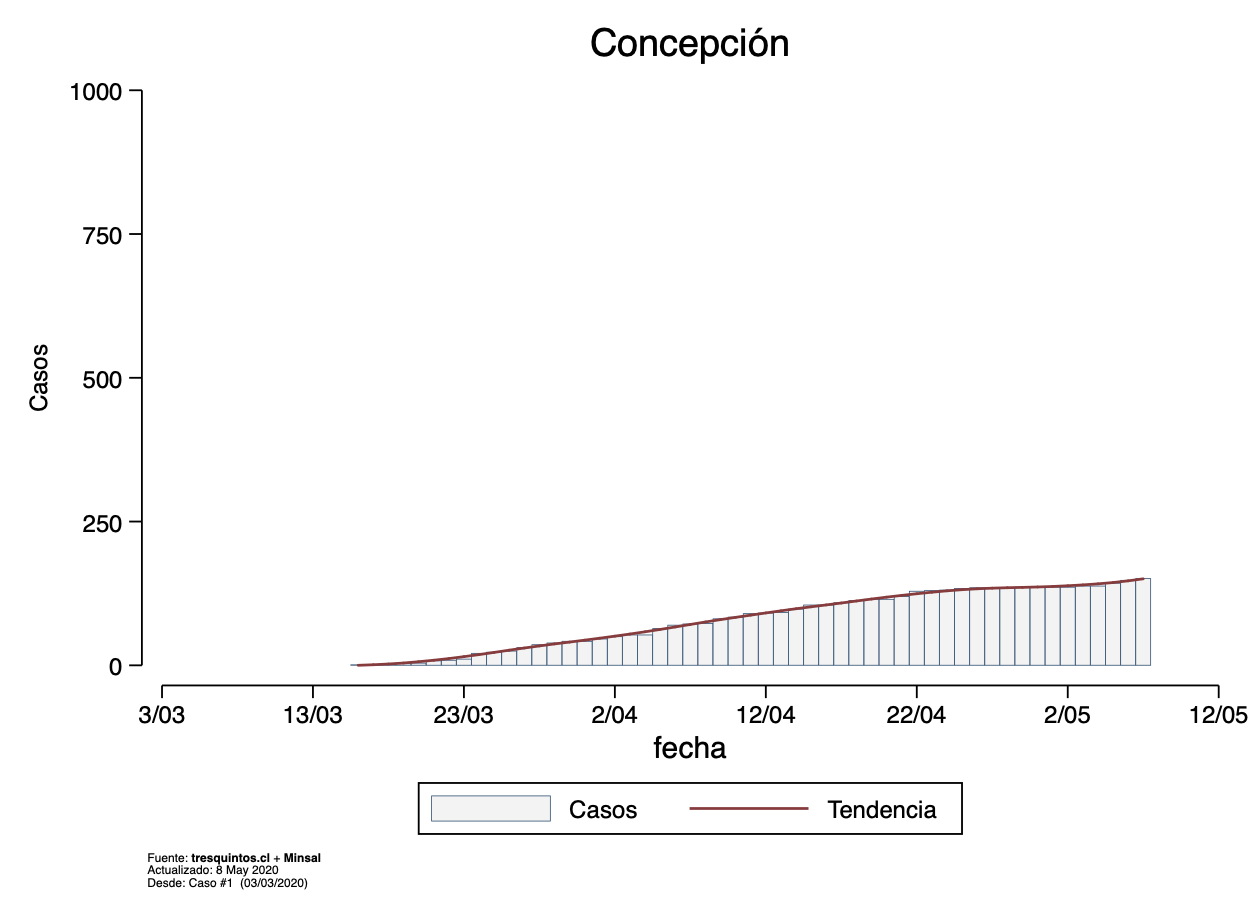 Concepción
1000
750
500
250
0
Casos
3/03 13/03 23/03 2/04 12/04 22/04 2/05 12/05
fecha
Casos Tendencia
Fuente: tresquintos.cl + Minsal
Actualizado: 8 May 2020
Desde: Caso #1 (03/03/2020)